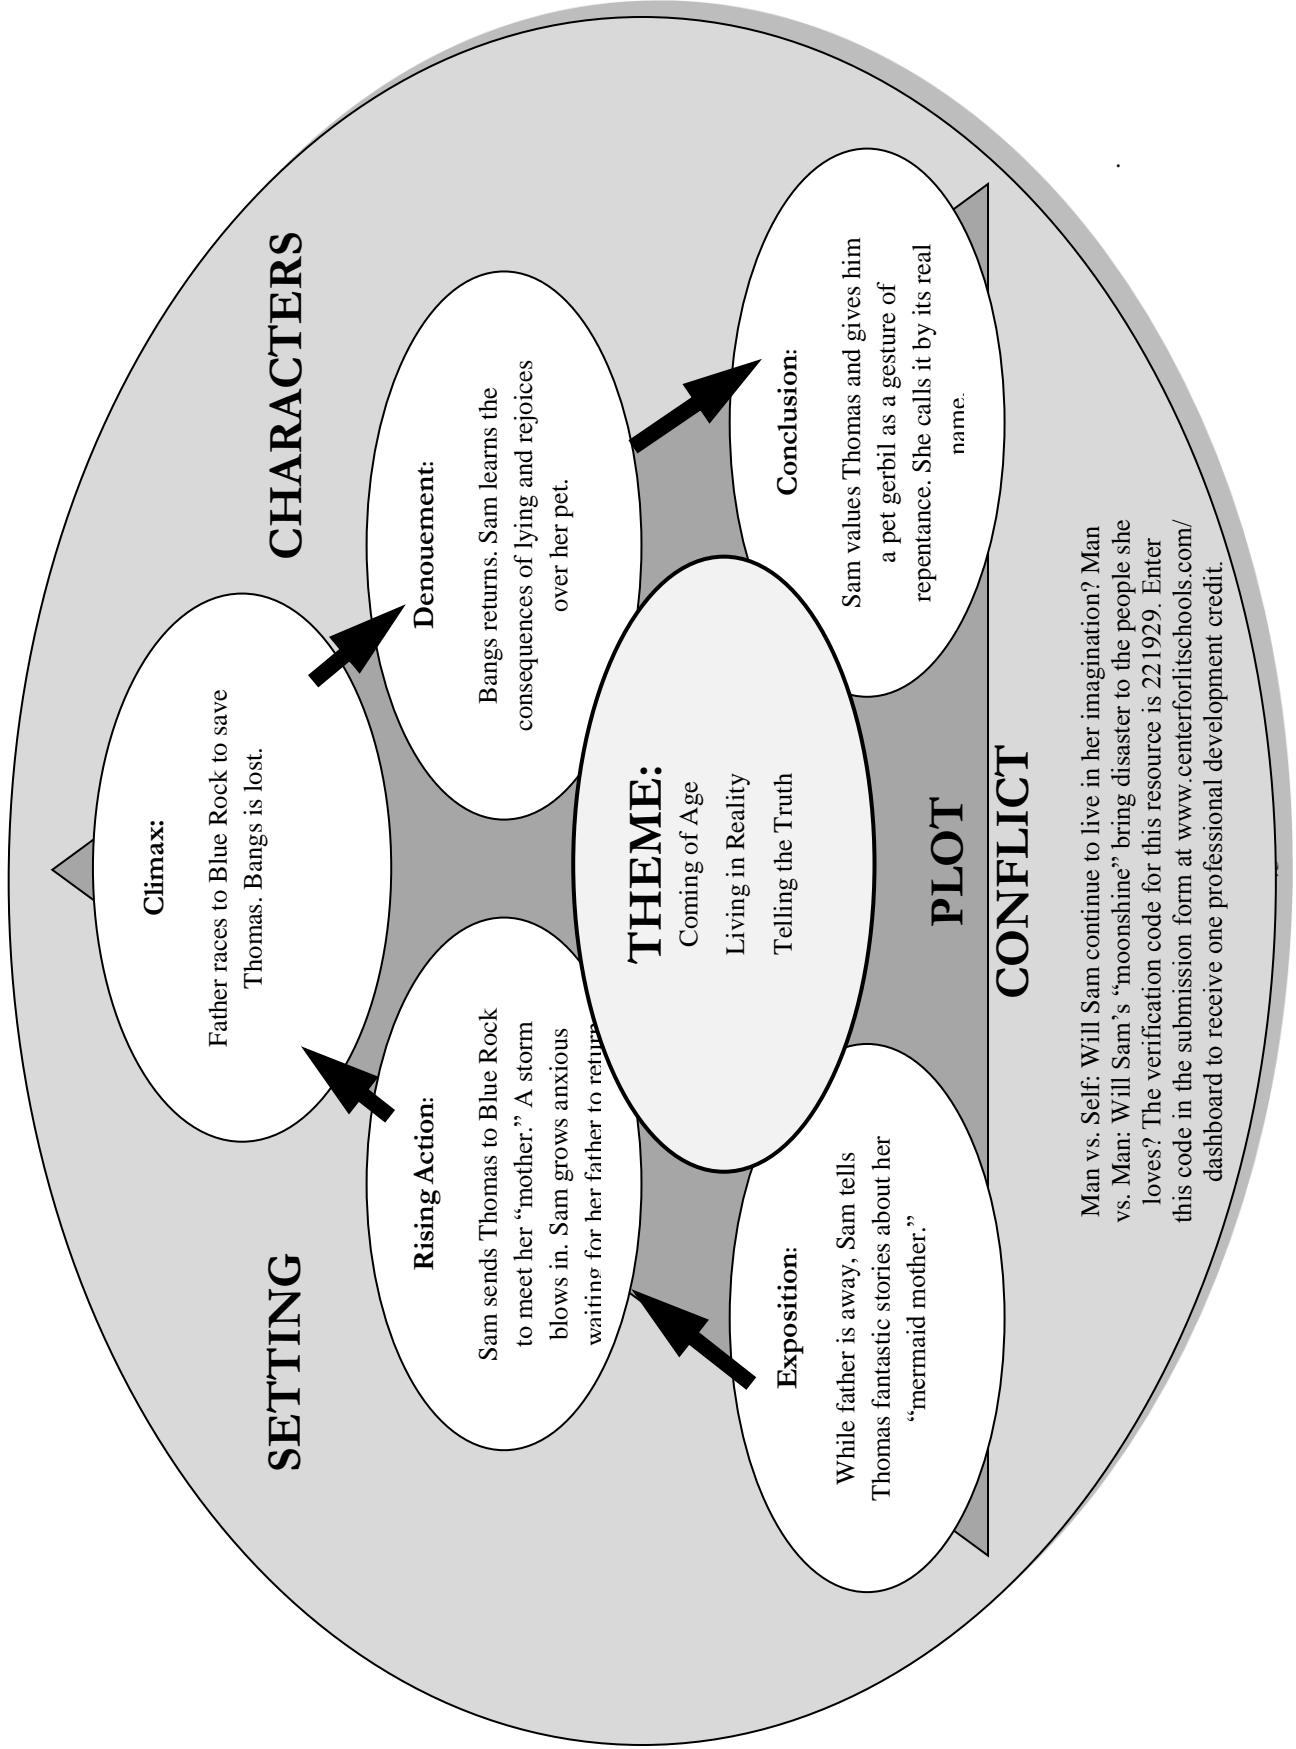 SETTING
CHARACTERS
Climax:
Father races to Blue Rock to save
Thomas. Bangs is lost.
Rising Action:
Sam sends Thomas to Blue Rock
to meet her “mother.” A storm
blows in. Sam grows anxious
waiting for her father to return
Denouement:
Bangs returns. Sam learns the
consequences of lying and rejoices
over her pet.
THEME:
Coming of Age
Living in Reality
Telling the Truth
Exposition:
While father is away, Sam tells
Thomas fantastic stories about her
“mermaid mother.”
Conclusion:
Sam values Thomas and gives him
a pet gerbil as a gesture of
repentance. She calls it by its real
name.
PLOT
CONFLICT
Man vs. Self: Will Sam continue to live in her imagination? Man
vs. Man: Will Sam’s “moonshine” bring disaster to the people she
loves? The verification code for this resource is 221929. Enter
this code in the submission form at www.centerforlitschools.com/
dashboard to receive one professional development credit.